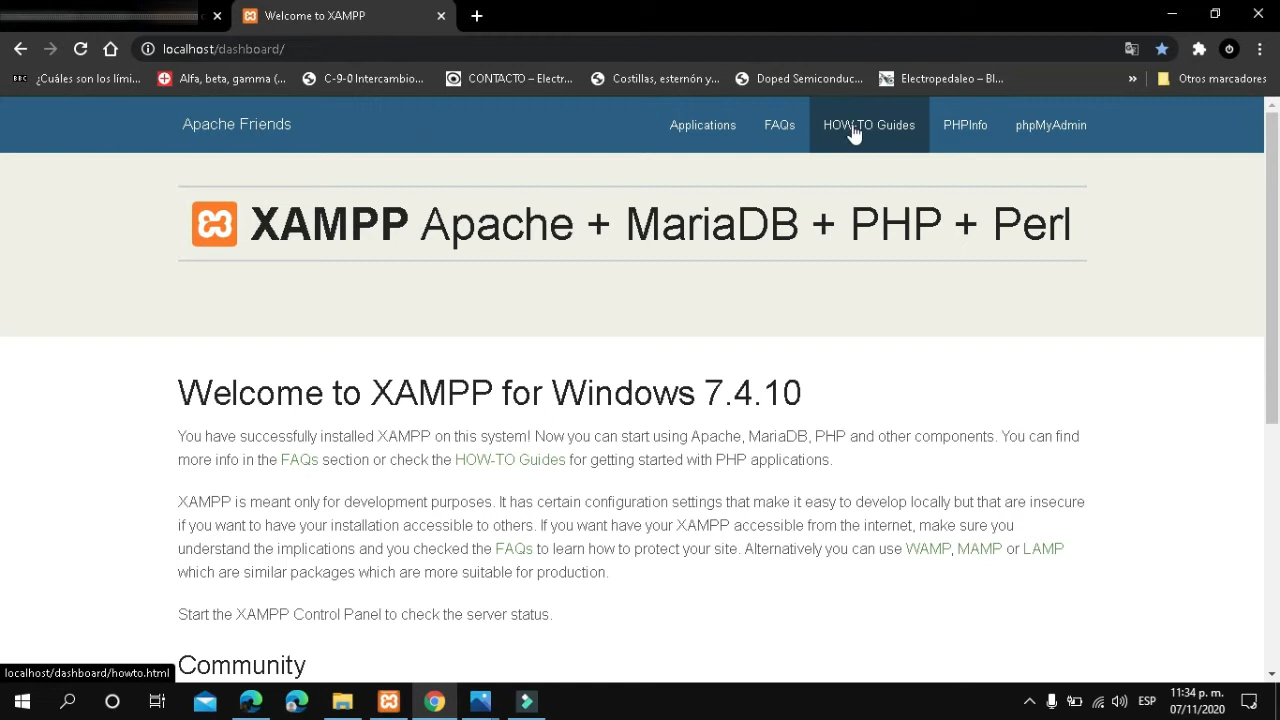 Welcome to XAMPP
localhost/dashboard/
BBC ¿Cuáles son los lími... Alfa, beta, gamma (... C-9-0 Intercambio... CONTACTO – Electr... Costillas, esternón y... Doped Semiconduc... Electropedaleo – Bl... » Otros marcadores
Apache Friends Applications FAQs HOW-TO Guides PHPInfo phpMyAdmin
XAMPP Apache + MariaDB + PHP + Perl
Welcome to XAMPP for Windows 7.4.10
You have successfully installed XAMPP on this system! Now you can start using Apache, MariaDB, PHP and other components. You can find
more info in the FAQs section or check the HOW-TO Guides for getting started with PHP applications.
XAMPP is meant only for development purposes. It has certain configuration settings that make it easy to develop locally but that are insecure
if you want to have your installation accessible to others. If you want have your XAMPP accessible from the internet, make sure you
understand the implications and you checked the FAQs to learn how to protect your site. Alternatively you can use WAMP, MAMP or LAMP
which are similar packages which are more suitable for production.
Start the XAMPP Control Panel to check the server status.
Community
localhost/dashboard/howto.html
ESP 11:34 p. m.
07/11/2020